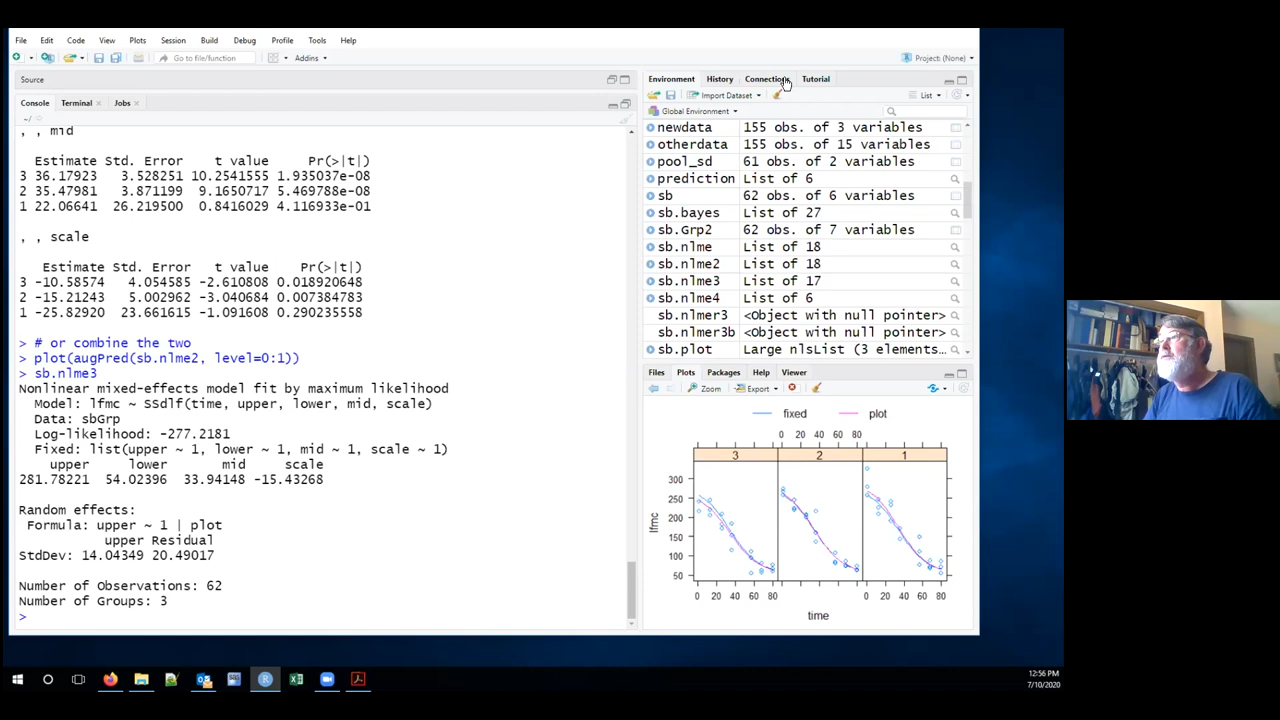 File Edit Code View Plots Session Build Debug Profile Tools Help
Go to file/function Addins Project: (None)
Source
Console Terminal Jobs
~/
, , mid
Estimate Std. Error t value Pr(>|t|)
3 36.17923 3.528251 10.2541555 1.935037e-08
2 35.47981 3.871199 9.1650717 5.469788e-08
1 22.06641 26.219500 0.8416029 4.116933e-01
, , scale
Estimate Std. Error t value Pr(>|t|)
3 -10.58574 4.054585 -2.610808 0.018920648
2 -15.21243 5.002962 -3.040684 0.007384783
1 -25.82920 23.661615 -1.091608 0.290235558
> # or combine the two
> plot(augPred(sb.nlme2, level=0:1))
> sb.nlme3
Nonlinear mixed-effects model fit by maximum likelihood
Model: lfmc ~ SSdlf(time, upper, lower, mid, scale)
Data: sbGrp
Log-likelihood: -277.2181
Fixed: list(upper ~ 1, lower ~ 1, mid ~ 1, scale ~ 1)
upper lower mid scale
281.78221 54.02396 33.94148 -15.43268
Random effects:
Formula: upper ~ 1 | plot
upper Residual
StdDev: 14.04349 20.49017
Number of Observations: 62
Number of Groups: 3
>
Environment History Connections Tutorial
Import Dataset List
Global Environment
newdata 155 obs. of 3 variables
otherdata 155 obs. of 15 variables
pool_sd 61 obs. of 2 variables
prediction List of 6
sb 62 obs. of 6 variables
sb.bayes List of 27
sb.Grp2 62 obs. of 7 variables
sb.nlme List of 18
sb.nlme2 List of 18
sb.nlme3 List of 17
sb.nlme4 List of 6
sb.nlmer3 <Object with null pointer>
sb.nlmer3b <Object with null pointer>
sb.plot Large nlsList (3 elements...
Files Plots Packages Help Viewer
Zoom Export
fixed plot
0 20 40 60 80
3 2 1
300
250
200
150
100
50
lfmc
0 20 40 60 80 0 20 40 60 80
time
12:56 PM
7/10/2020